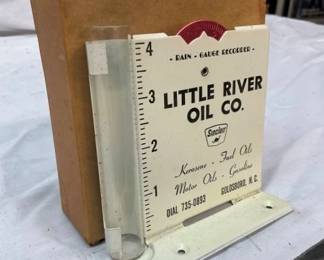 - RAIN - GAUGE RECORDER -
4
3
2
1
LITTLE RIVER
OIL CO.
Sinclair
Kerosene - Fuel Oils
Motor Oils - Gasoline
DIAL 735-0893 GOLDSBORO, N.C.